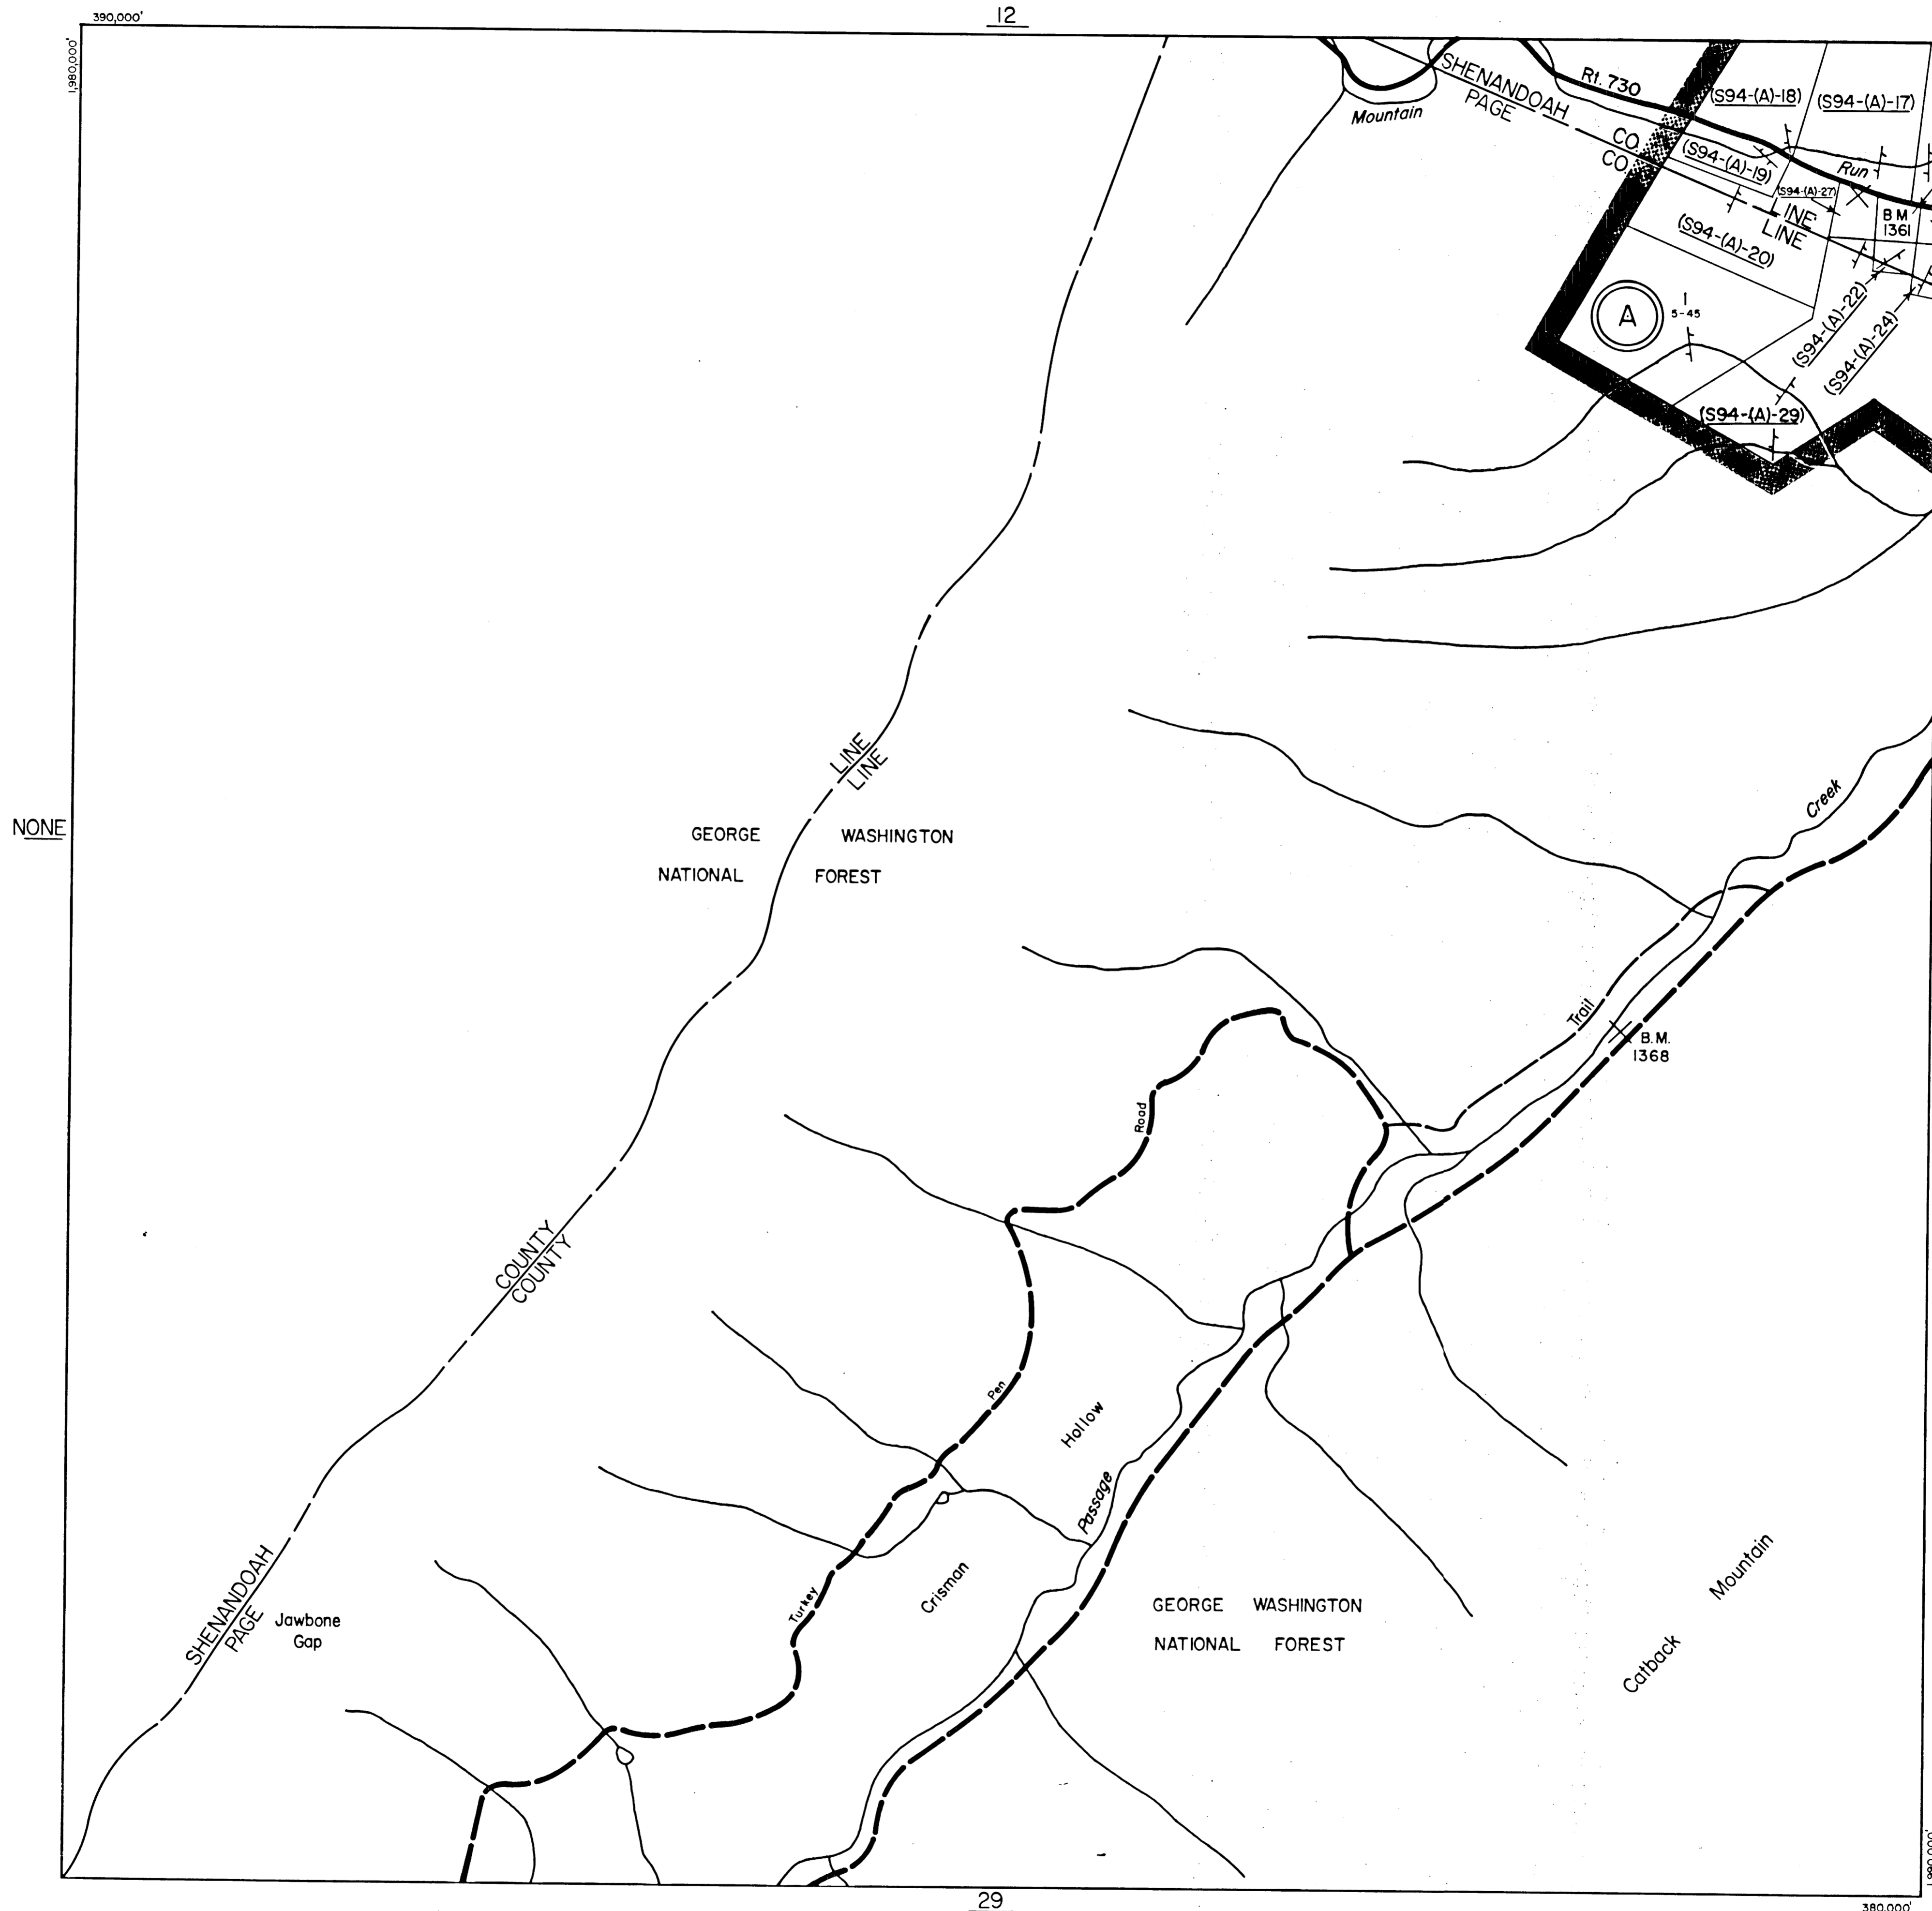 390,000'
12
1,980,000'
SHENANDOAH
PAGE
Rt. 730
(S94-(A)-18)
(S94-(A)-17)
Mountain
CO.
CO.
(S94-(A)-19)
Run
(S94-(A)-27)
LINE
LINE
B M
1361
(S94-(A)-20)
A
1
5-45
(S94-(A)-22)
(S94-(A)-24)
(S94-(A)-29)
LINE
LINE
NONE
GEORGE WASHINGTON
NATIONAL FOREST
Creek
Trail
B.M.
1368
Road
COUNTY
COUNTY
Pen
Hollow
Passage
Turkey
Crisman
SHENANDOAH
PAGE
Jawbone
Gap
GEORGE WASHINGTON
NATIONAL FOREST
Mountain
Catback
1,990,000'
29
380,000'